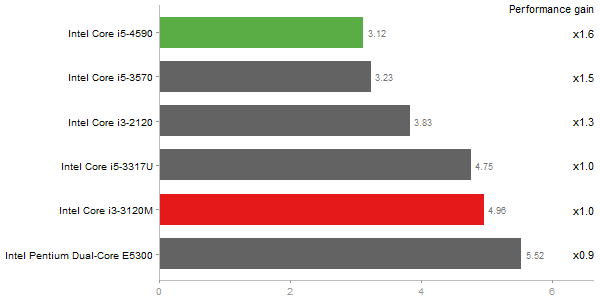 Performance gain
Intel Core i5-4590 3.12 x1.6
Intel Core i5-3570 3.23 x1.5
Intel Core i3-2120 3.83 x1.3
Intel Core i5-3317U 4.75 x1.0
Intel Core i3-3120M 4.96 x1.0
Intel Pentium Dual-Core E5300 5.52 x0.9
0 2 4 6